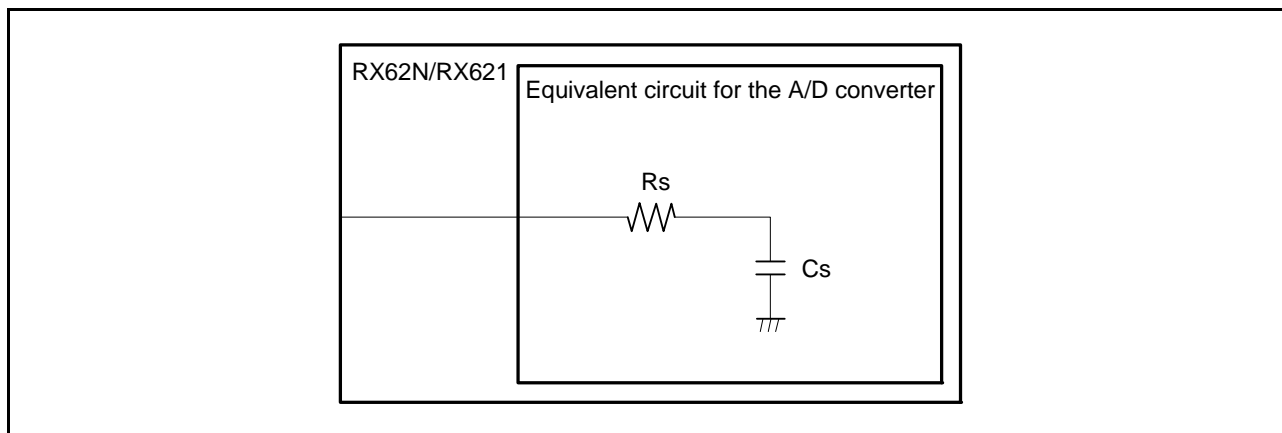 RX62N/RX621
Equivalent circuit for the A/D converter
Rs
Cs